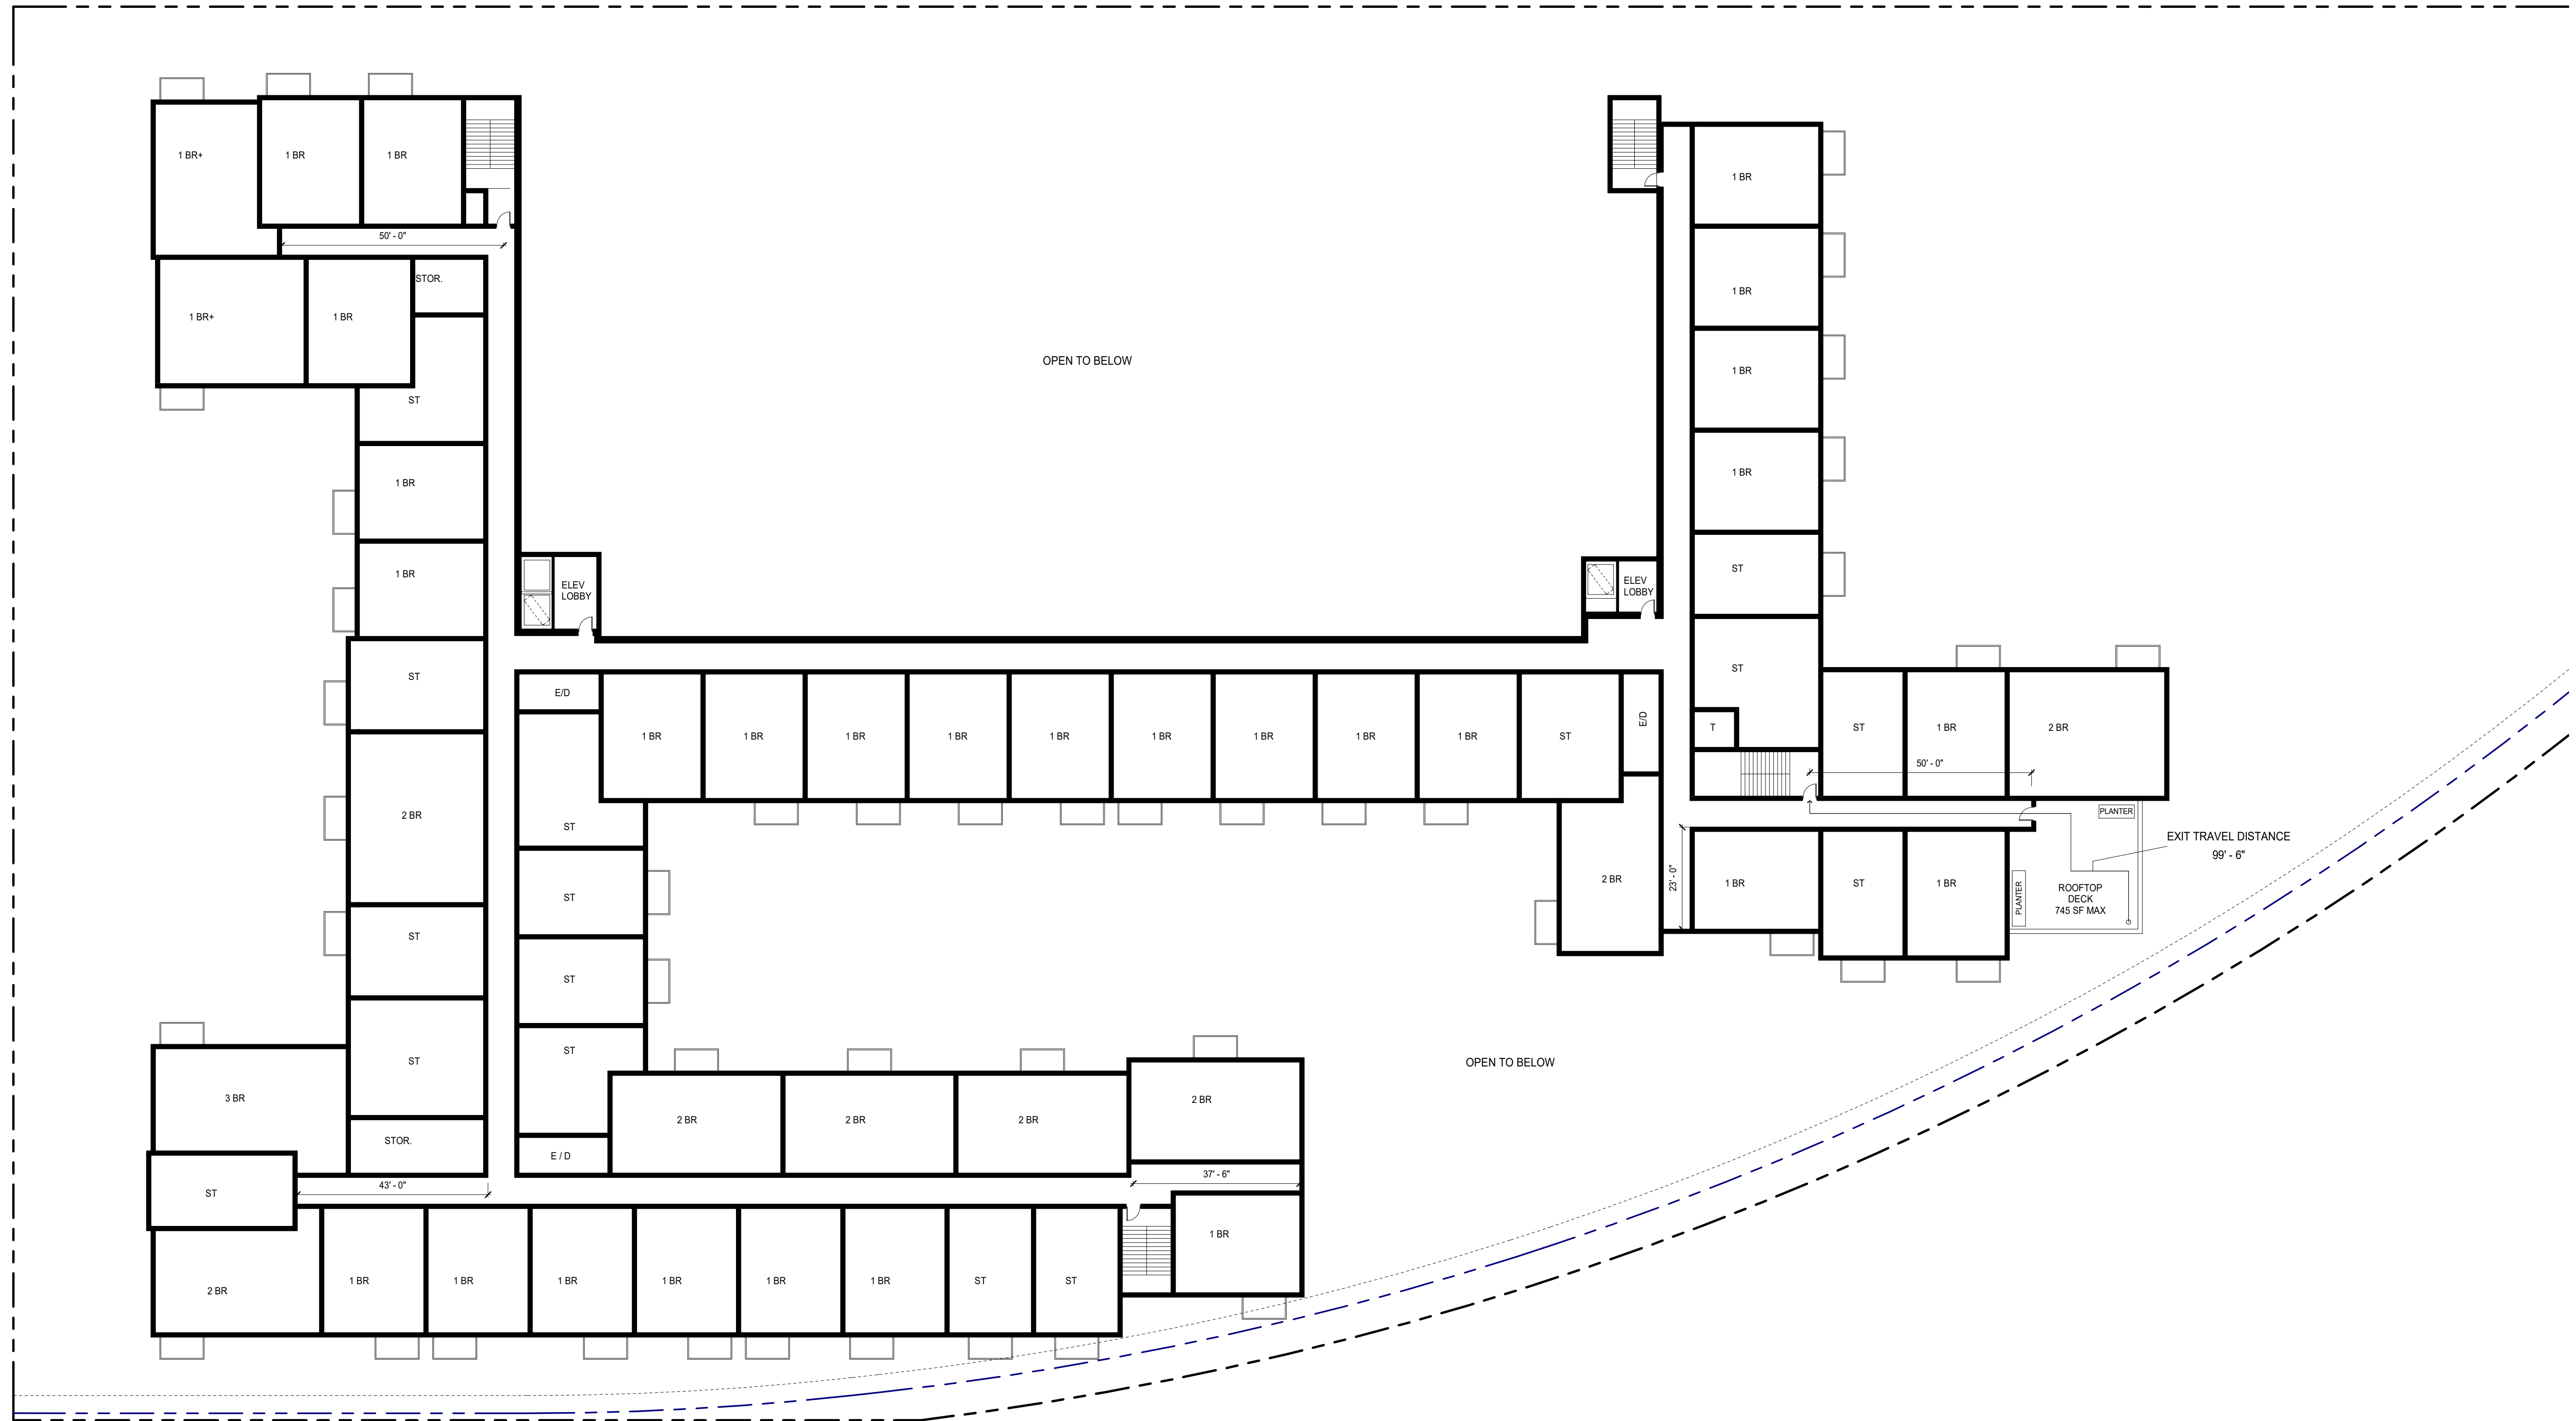 1 BR+
1 BR
1 BR
50' - 0"
STOR.
1 BR+
1 BR
ST
1 BR
1 BR
ST
2 BR
ST
ST
3 BR
STOR.
ST
43' - 0"
2 BR
OPEN TO BELOW
ELEV
LOBBY
ELEV
LOBBY
E/D
1 BR
1 BR
1 BR
1 BR
1 BR
1 BR
1 BR
1 BR
1 BR
ST
E/D
ST
ST
ST
ST
E / D
2 BR
2 BR
2 BR
2 BR
37' - 6"
1 BR
1 BR
1 BR
1 BR
1 BR
1 BR
1 BR
ST
ST
1 BR
1 BR
1 BR
1 BR
ST
ST
T
ST
1 BR
2 BR
50' - 0"
2 BR
23' - 0"
1 BR
ST
1 BR
PLANTER
PLANTER
ROOFTOP
DECK
745 SF MAX
EXIT TRAVEL DISTANCE
99' - 6"
OPEN TO BELOW